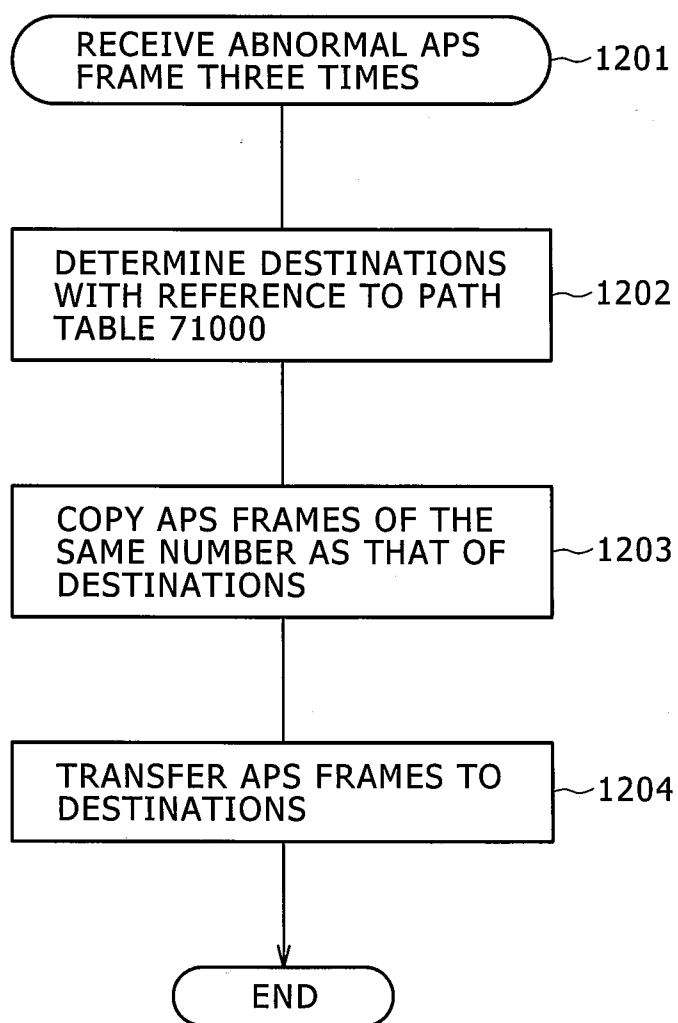 RECEIVE ABNORMAL APS
FRAME THREE TIMES
1201
DETERMINE DESTINATIONS
WITH REFERENCE TO PATH
TABLE 71000
1202
COPY APS FRAMES OF THE
SAME NUMBER AS THAT OF
DESTINATIONS
1203
TRANSFER APS FRAMES TO
DESTINATIONS
1204
END